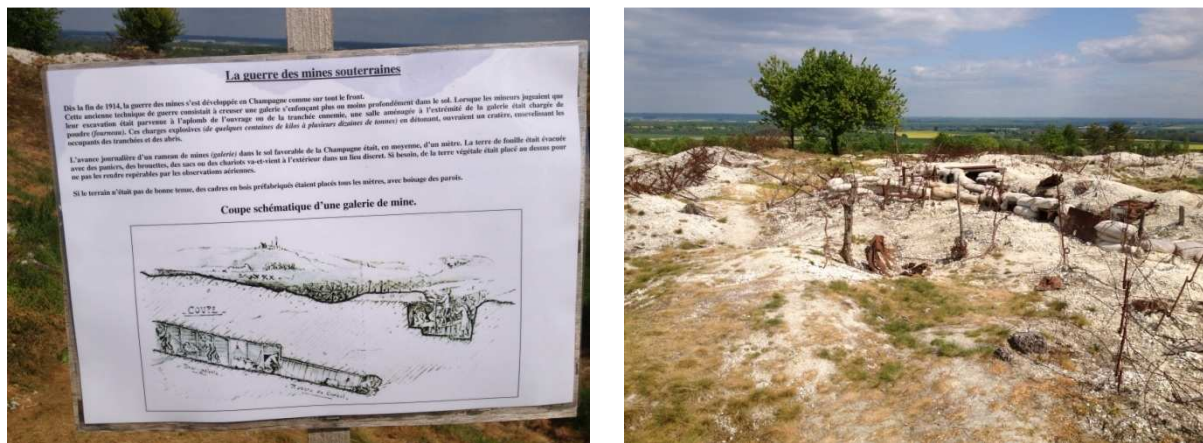 La guerre des mines souterraines
Dès la fin de 1914, la guerre des mines s'est développée en Champagne comme sur tout le front.
Cette ancienne technique de guerre consistait à creuser une galerie s'enfonçant plus ou moins profondément dans le sol. Lorsque les mineurs jugeaient que
leur excavation était parvenue à l'aplomb de l'ouvrage ou de la tranchée ennemie, une salle aménagée à l'extrémité de la galerie était chargée de
poudre (fourneau). Ces charges explosives (de quelques centaines de kilos à plusieurs dizaines de tonnes) en détonant, ouvraient un cratère, ensevelissant les
occupants des tranchées et des abris.
L'avance journalière d'un rameau de mines (galerie) dans le sol favorable de la Champagne était, en moyenne, d'un mètre. La terre de fouille était évacuée
avec des paniers, des brouettes, des sacs ou des chariots va-et-vient à l'extérieur dans un lieu discret. Si besoin, de la terre végétale était placé au dessus pour
ne pas les rendre repérables par les observations aériennes.
Si le terrain n'était pas de bonne tenue, des cadres en bois préfabriqués étaient placés tous les mètres, avec boisage des parois.
Coupe schématique d'une galerie de mine.
COUPE